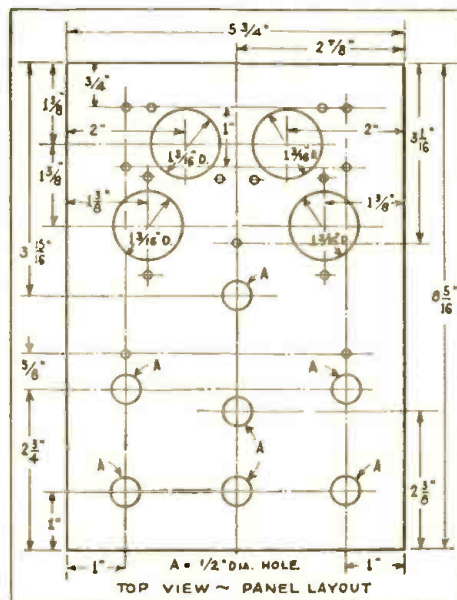 5 3/4"
2 7/8"
3/4"
1 3/8"
1"
2"
2"
3 1/16"
1 3/16" D.
1 3/16" D.
1 3/8"
1 3/8"
1 3/8"
1 3/16" D.
1 3/16" D.
3 15/16"
A
8 5/16"
5/8"
A
A
2 3/4"
A
A
A
2 3/8"
1"
1"
1"
A = 1/2" DIA. HOLE.
TOP VIEW ~ PANEL LAYOUT